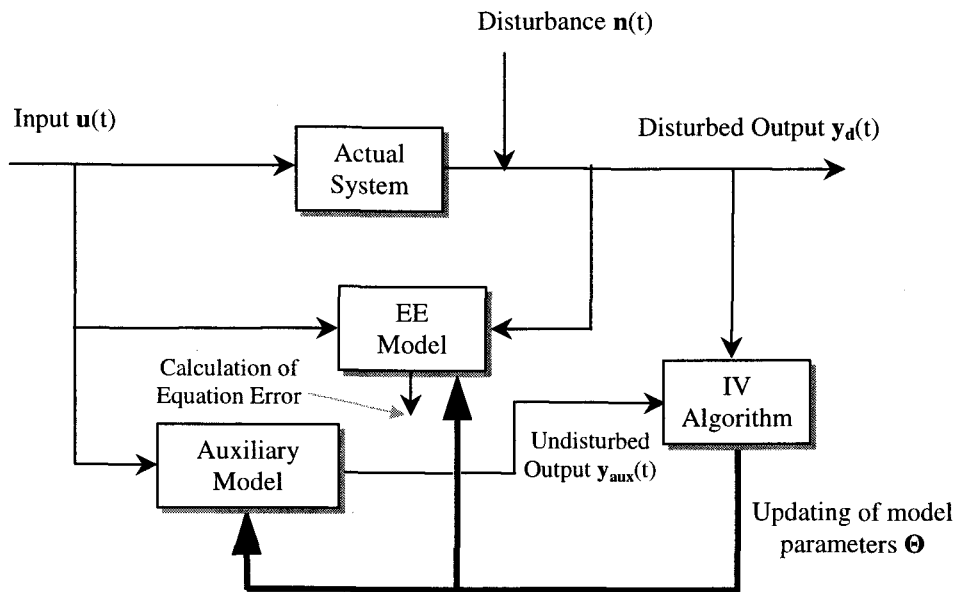 Disturbance n(t)
Input u(t)
Disturbed Output yd(t)
Actual
System
EE
Model
Calculation of
Equation Error
IV
Algorithm
Auxiliary
Model
Undisturbed
Output yaux(t)
Updating of model
parameters Θ